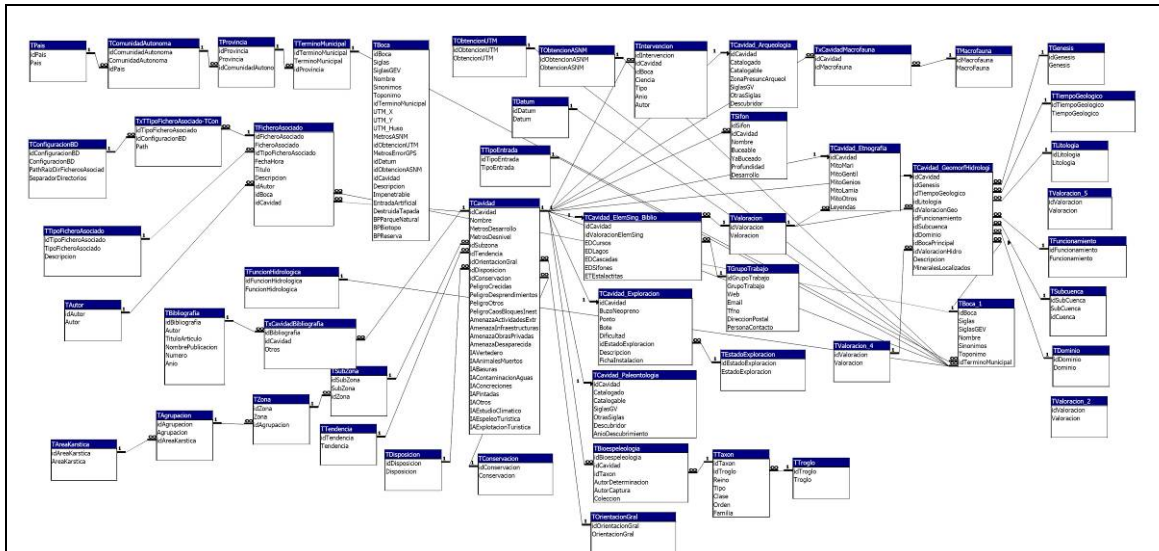 TPais
idPais
Pais
TComunidadAutonoma
idComunidadAutonoma
ComunidadAutonoma
idPais
TProvincia
idProvincia
Provincia
idComunidadAutono
TTerminoMunicipal
idTerminoMunicipal
TerminoMunicipal
idProvincia
TBoca
idBoca
Siglas
SiglasGEV
Nombre
Sinonimos
Toponimo
idTerminoMunicipal
UTM_X
UTM_Y
UTM_Huso
MetrosASNM
idObtencionUTM
MetrosErrorGPS
idDatum
idObtencionASNM
idCavidad
Descripcion
Impenetrable
EntradaArtificial
DestruidaTapada
BPParqueNatural
BPBiotopo
BPReserva
TObtencionUTM
idObtencionUTM
ObtencionUTM
TObtencionASNM
idObtencionASNM
ObtencionASNM
TIntervencion
idIntervencion
idCavidad
idBoca
Ciencia
Tipo
Anio
Autor
TCavidad_Arqueologia
idCavidad
Catalogado
Catalogable
ZonaPresuncArqueol
SiglasGV
OtrasSiglas
Descubridor
TxCavidadMacrofauna
idCavidad
idMacrofauna
TMacrofauna
idMacrofauna
MacroFauna
TGenesis
idGenesis
Genesis
TTiempoGeologico
idTiempoGeologico
TiempoGeologico
TLitologia
idLitologia
Litologia
TValoracion_5
idValoracion
Valoracion
TFuncionamiento
idFuncionamiento
Funcionamiento
TSubcuenca
idSubCuenca
SubCuenca
idCuenca
TDominio
idDominio
Dominio
TValoracion_2
idValoracion
Valoracion
TConfiguracionBD
idConfiguracionBD
ConfiguracionBD
PathRaizDirFicherosAsociad
SeparadorDirectorios
TxTTipoFicheroAsociado-TCon
idTipoFicheroAsociado
idConfiguracionBD
Path
TFicheroAsociado
idFicheroAsociado
FicheroAsociado
idTipoFicheroAsociado
FechaHora
Titulo
Descripcion
idAutor
idBoca
idCavidad
TTipoFicheroAsociado
idTipoFicheroAsociado
TipoFicheroAsociado
Descripcion
TAutor
idAutor
Autor
TDatum
idDatum
Datum
TTipoEntrada
idTipoEntrada
TipoEntrada
TSifon
idSifon
idCavidad
Nombre
Buceable
YaBuceado
Profundidad
Desarrollo
TCavidad_Etnografia
idCavidad
MitoMari
MitoGentil
MitoGenios
MitoLamia
MitoOtros
Leyendas
TCavidad_GeomorfHidrologi
idCavidad
idGenesis
idTiempoGeologico
idLitologia
idValoracionGeo
idFuncionamiento
idSubcuenca
idDominio
idBocaPrincipal
idValoracionHidro
Descripcion
MineralesLocalizados
TCavidad
idCavidad
Nombre
MetrosDesarrollo
MetrosDesnivel
idSubzona
idTendencia
idOrientacionGral
idDisposicion
idConservacion
PeligroCrecidas
PeligroDesprendimientos
PeligroOtros
PeligroCaosBloquesInest
AmenazaActividadesExtr
AmenazaInfraestructuras
AmenazaObrasPrivadas
AmenazaDesaparecida
IAVertedero
IAAnimalesMuertos
IABasuras
IAContaminacionAguas
IAConcreciones
IAPintadas
IAOtros
IAEstudioClimatico
IAEspeleoTuristica
IAExplotacionTuristica
TCavidad_ElemSing_Biblio
idCavidad
idValoracionElemSing
EDCursos
EDLagos
EDCascadas
EDSifones
ETEstalactitas
TValoracion
idValoracion
Valoracion
TGrupoTrabajo
idGrupoTrabajo
GrupoTrabajo
Web
Email
Tfno
DireccionPostal
PersonaContacto
TFuncionHidrologica
idFuncionHidrologica
FuncionHidrologica
TCavidad_Exploracion
idCavidad
BuzoNeopreno
Ponto
Bote
Dificultad
idEstadoExploracion
Descripcion
FichaInstalacion
TEstadoExploracion
idEstadoExploracion
EstadoExploracion
TValoracion_4
idValoracion
Valoracion
TBoca_1
idBoca
Siglas
SiglasGEV
Nombre
Sinonimos
Toponimo
idTerminoMunicipal
TBibliografia
idBibliografia
Autor
TituloArticulo
NombrePublicacion
Numero
Anio
TxCavidadBibliografia
idBibliografia
idCavidad
Otros
TSubZona
idSubZona
SubZona
idZona
TZona
idZona
Zona
idAgrupacion
TAgrupacion
idAgrupacion
Agrupacion
idAreaKarstica
TAreaKarstica
idAreaKarstica
AreaKarstica
TTendencia
idTendencia
Tendencia
TDisposicion
idDisposicion
Disposicion
TConservacion
idConservacion
Conservacion
TCavidad_Paleontologia
idCavidad
Catalogado
Catalogable
SiglasGV
OtrasSiglas
Descubridor
AnioDescubrimiento
TBioespeleologia
idBioespeleologia
idCavidad
idTaxon
AutorDeterminacion
AutorCaptura
Coleccion
TTaxon
idTaxon
idTroglo
Reino
Tipo
Clase
Orden
Familia
TTroglo
idTroglo
Troglo
TOrientacionGral
idOrientacionGral
OrientacionGral